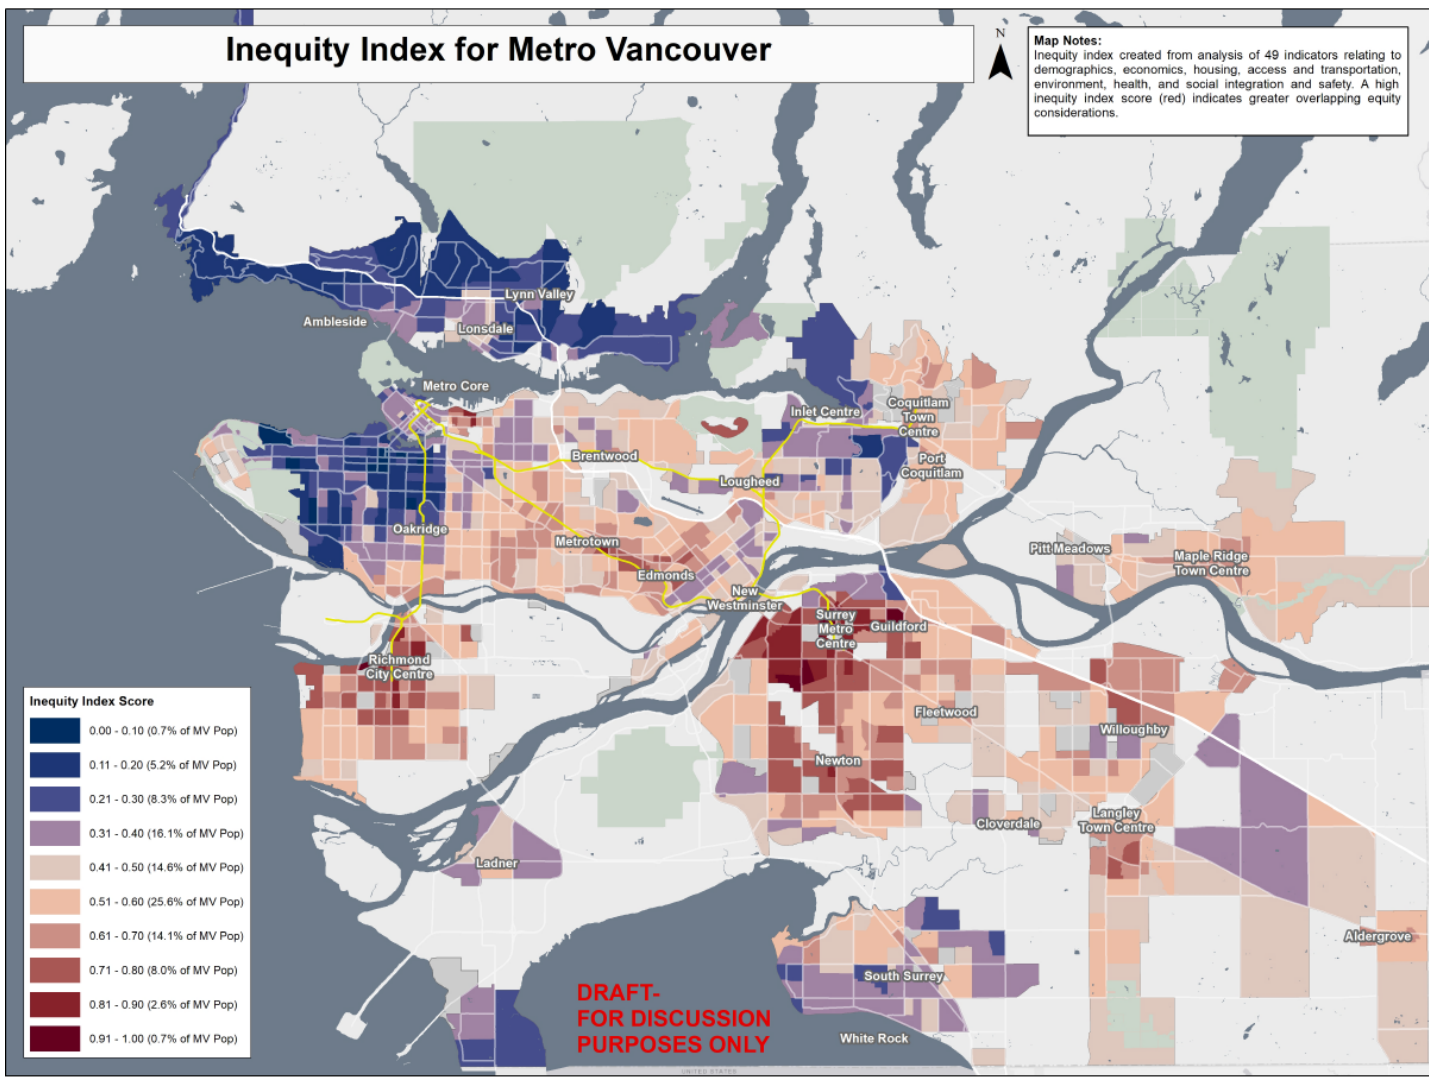 Inequity Index for Metro Vancouver
N
Map Notes:
Inequity index created from analysis of 49 indicators relating to
demographics, economics, housing, access and transportation,
environment, health, and social integration and safety. A high
inequity index score (red) indicates greater overlapping equity
considerations.
Lynn Valley
Ambleside
Lonsdale
Metro Core
Inlet Centre
Coquitlam
Town
Centre
Brentwood
Port
Coquitlam
Lougheed
Oakridge
Metrotown
Pitt Meadows
Maple Ridge
Town Centre
Edmonds
New
Westminster
Surrey
Metro
Centre
Guildford
Richmond
City Centre
Fleetwood
Willoughby
Newton
Cloverdale
Langley
Town Centre
Ladner
Aldergrove
South Surrey
White Rock
Inequity Index Score
0.00 - 0.10 (0.7% of MV Pop)
0.11 - 0.20 (5.2% of MV Pop)
0.21 - 0.30 (8.3% of MV Pop)
0.31 - 0.40 (16.1% of MV Pop)
0.41 - 0.50 (14.6% of MV Pop)
0.51 - 0.60 (25.6% of MV Pop)
0.61 - 0.70 (14.1% of MV Pop)
0.71 - 0.80 (8.0% of MV Pop)
0.81 - 0.90 (2.6% of MV Pop)
0.91 - 1.00 (0.7% of MV Pop)
DRAFT-
FOR DISCUSSION
PURPOSES ONLY
UNITED STATES